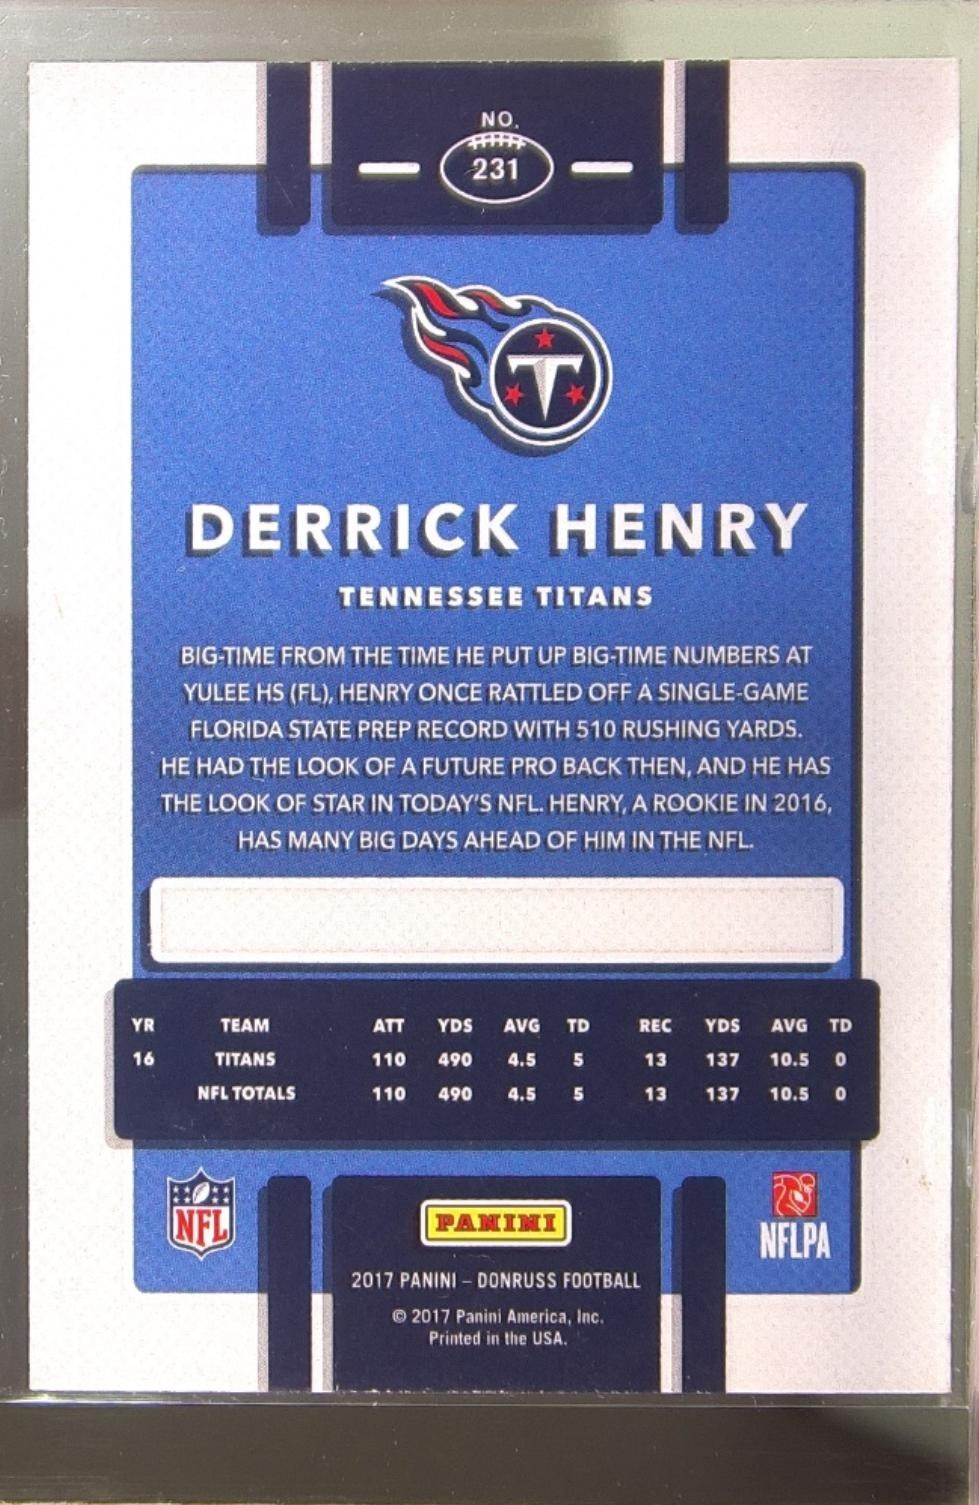 NO.
231
T
DERRICK HENRY
TENNESSEE TITANS
BIG-TIME FROM THE TIME HE PUT UP BIG-TIME NUMBERS AT
YULEE HS (FL), HENRY ONCE RATTLED OFF A SINGLE-GAME
FLORIDA STATE PREP RECORD WITH 510 RUSHING YARDS.
HE HAD THE LOOK OF A FUTURE PRO BACK THEN, AND HE HAS
THE LOOK OF STAR IN TODAY'S NFL. HENRY, A ROOKIE IN 2016,
HAS MANY BIG DAYS AHEAD OF HIM IN THE NFL.
YR TEAM ATT YDS AVG TD REC YDS AVG TD
16 TITANS 110 490 4.5 5 13 137 10.5 0
NFL TOTALS 110 490 4.5 5 13 137 10.5 0
NFL
PANINI
NFLPA
2017 PANINI – DONRUSS FOOTBALL
© 2017 Panini America, Inc.
Printed in the USA.